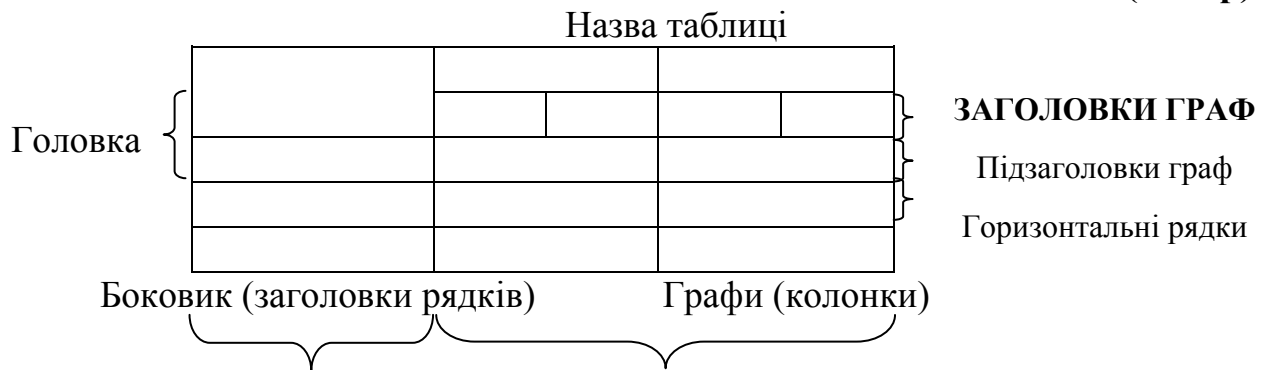 Назва таблиці
ЗАГОЛОВКИ ГРАФ
Головка
Підзаголовки граф
Горизонтальні рядки
Боковик (заголовки рядків) Графи (колонки)